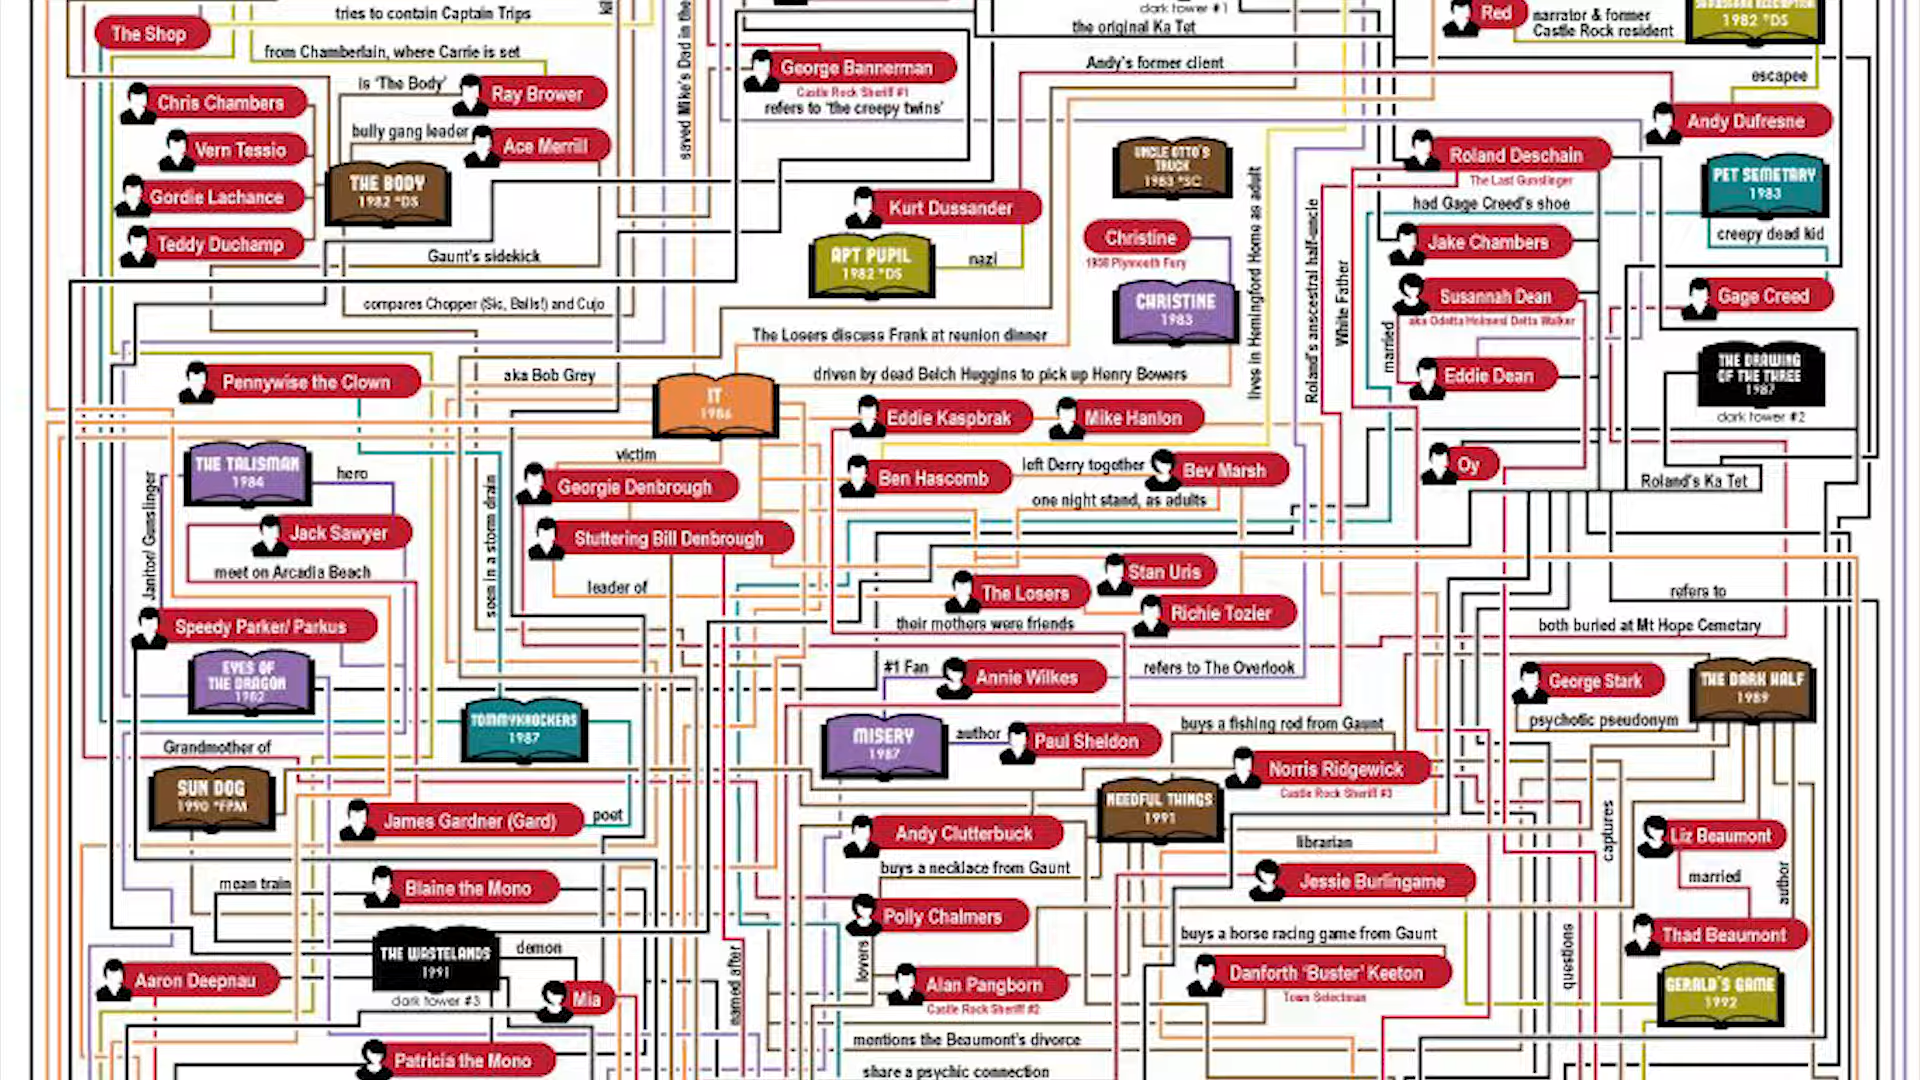 tries to contain Captain Trips
dark tower #1
The Shop
the original Ka Tet
Red
narrator & former
Castle Rock resident
1982 *DS
from Chamberlain, where Carrie is set
saved Mike's Dad in the
George Bannerman
Castle Rock Sheriff #1
refers to 'the creepy twins'
Andy's former client
escapee
Chris Chambers
is 'The Body'
Ray Brower
Andy Dufresne
bully gang leader
Ace Merrill
Vern Tessio
THE BODY
1982 *DS
Gordie Lachance
Teddy Duchamp
UNCLE OTTO'S
TRUCK
1983 *SC
Roland Deschain
The Last Gunslinger
PET SEMETARY
1983
had Gage Creed's shoe
Kurt Dussander
Christine
1958 Plymouth Fury
Jake Chambers
creepy dead kid
Gaunt's sidekick
APT PUPIL
1982 *DS
nazi
lives in Hemingford Home as adult
Roland's anscestral half-uncle
White Father
married
Susannah Dean
aka Odetta Holmes/ Detta Walker
Gage Creed
compares Chopper (Sic, Balls!) and Cujo
CHRISTINE
1983
The Losers discuss Frank at reunion dinner
THE DRAWING
OF THE THREE
1987
dark tower #2
Pennywise the Clown
aka Bob Grey
driven by dead Belch Huggins to pick up Henry Bowers
Eddie Dean
IT
1986
Eddie Kaspbrak
Mike Hanlon
THE TALISMAN
1984
hero
victim
Georgie Denbrough
Ben Hascomb
left Derry together
Bev Marsh
Oy
Roland's Ka Tet
one night stand, as adults
Janitor/ Gunslinger
seen in a storm drain
Jack Sawyer
Stuttering Bill Denbrough
meet on Arcadia Beach
leader of
The Losers
Stan Uris
Richie Tozier
refers to
their mothers were friends
both buried at Mt Hope Cemetary
Speedy Parker/ Parkus
EYES OF
THE DRAGON
1982
#1 Fan
Annie Wilkes
refers to The Overlook
George Stark
THE DARK HALF
1989
psychotic pseudonym
TOMMYKNOCKERS
1987
MISERY
1987
author
Paul Sheldon
buys a fishing rod from Gaunt
Grandmother of
SUN DOG
1990 *FPM
Norris Ridgewick
Castle Rock Sheriff #3
NEEDFUL THINGS
1991
James Gardner (Gard)
poet
Andy Clutterbuck
librarian
captures
Liz Beaumont
buys a necklace from Gaunt
Jessie Burlingame
married
author
mean train
Blaine the Mono
Polly Chalmers
buys a horse racing game from Gaunt
Thad Beaumont
THE WASTELANDS
1991
dark tower #3
demon
named after
lovers
suspects
Aaron Deepnau
Mia
Alan Pangborn
Castle Rock Sheriff #2
Danforth 'Buster' Keeton
Town Selectman
GERALD'S GAME
1992
mentions the Beaumont's divorce
Patricia the Mono
share a psychic connection